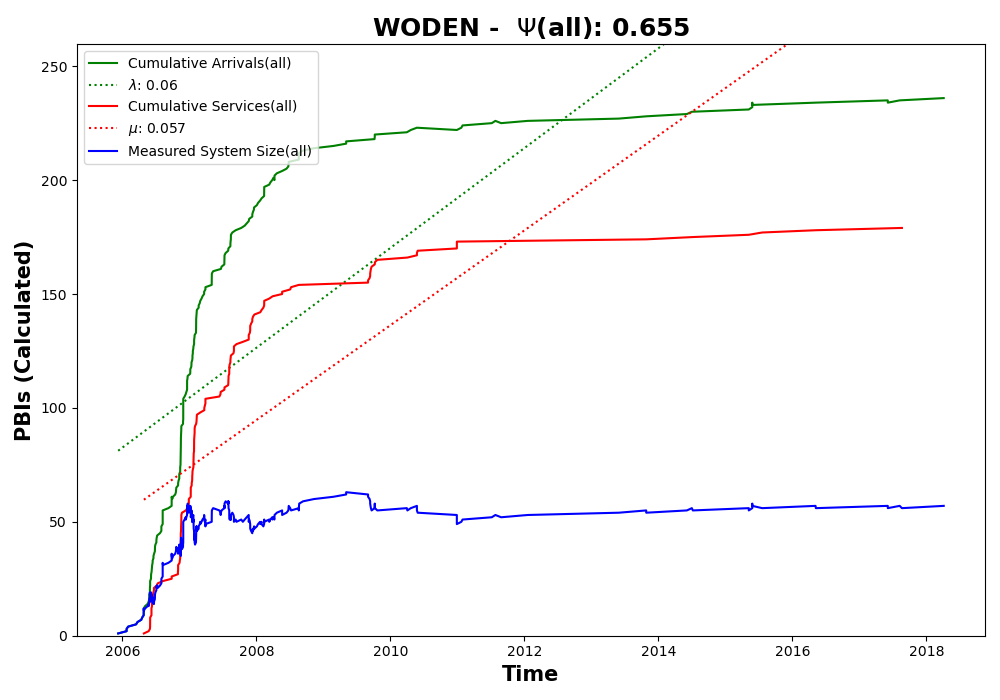 WODEN - Ψ(all): 0.655
Cumulative Arrivals(all)
λ: 0.06
Cumulative Services(all)
μ: 0.057
Measured System Size(all)
PBIs (Calculated)
250
200
150
100
50
0
2006 2008 2010 2012 2014 2016 2018
Time